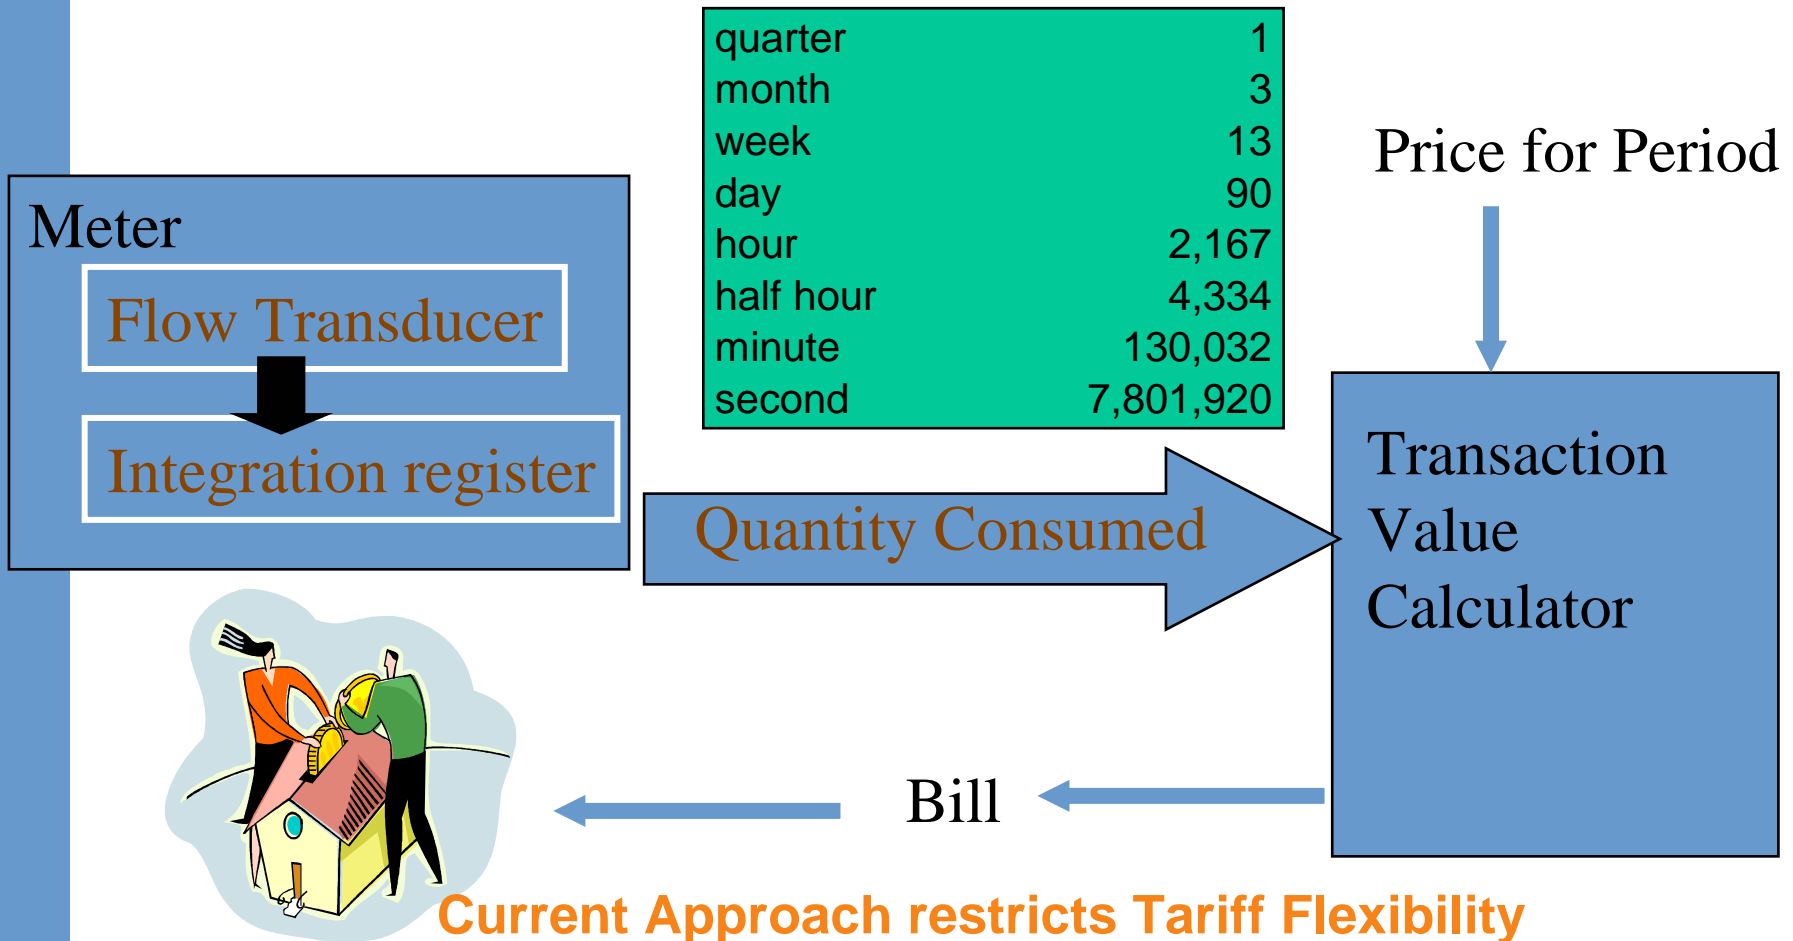 quarter 1
month 3
week 13
day 90
hour 2,167
half hour 4,334
minute 130,032
second 7,801,920
Price for Period
Meter
Flow Transducer
Integration register
Quantity Consumed
Transaction
Value
Calculator
Bill
Current Approach restricts Tariff Flexibility